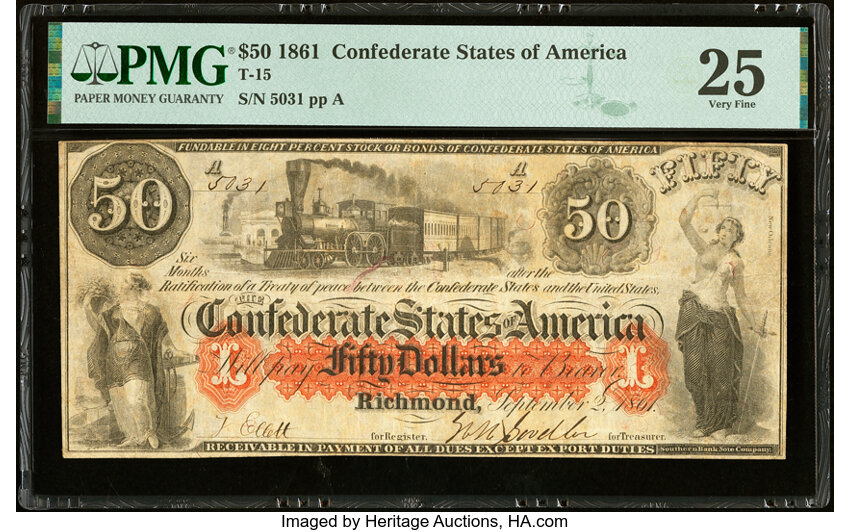 PMG® $50 1861 Confederate States of America 25
PAPER MONEY GUARANTY T-15 Very Fine
S/N 5031 pp A
FUNDABLE IN EIGHT PER CENT STOCK OR BONDS OF CONFEDERATE STATES OF AMERICA
50 A 5031 A 5031 50 FIFTY
Six
Months after the
Ratification of a Treaty of peace between the Confederate States and the United States,
THE
Confederate States of America
L Will pay Fifty Dollars to Bearer L
Richmond, September 2, 1861.
for Register. for Treasurer.
RECEIVABLE IN PAYMENT OF ALL DUES EXCEPT EXPORT DUTIES Southern Bank Note Company
Imaged by Heritage Auctions, HA.com